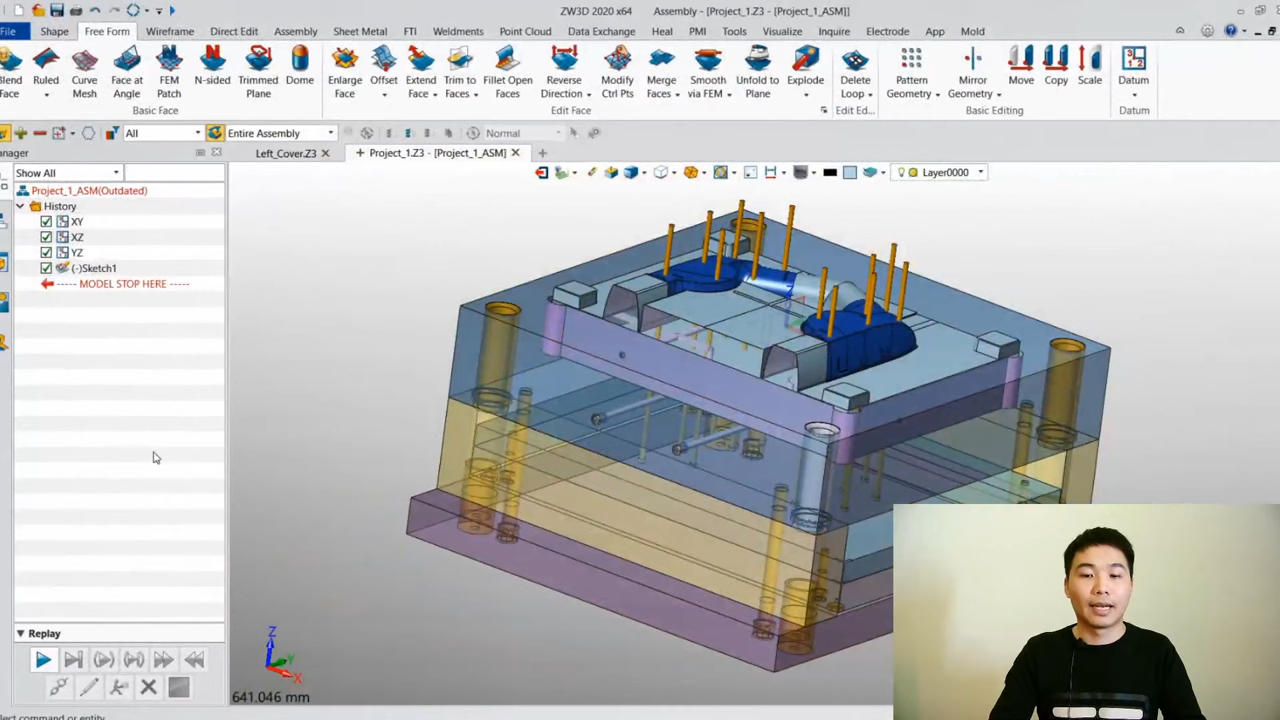 ZW3D 2020 x64 Assembly - [Project_1.Z3 - [Project_1_ASM]]
File Shape Free Form Wireframe Direct Edit Assembly Sheet Metal FTI Weldments Point Cloud Data Exchange Heal PMI Tools Visualize Inquire Electrode App Mold
Ruled Curve Mesh Face at Angle FEM Patch N-sided Trimmed Plane Dome Enlarge Face Offset Extend Face Trim to Faces Fillet Open Faces Reverse Direction Modify Ctrl Pts Merge Faces Smooth via FEM Unfold to Plane Explode Delete Loop Pattern Geometry Mirror Geometry Move Copy Scale Datum
Face
Basic Face Edit Face Edit Ed... Basic Editing Datum
All Entire Assembly Normal
Left_Cover.Z3 Project_1.Z3 - [Project_1_ASM]
Show All Layer0000
Project_1_ASM(Outdated)
History
XY
XZ
YZ
(-)Sketch1
----- MODEL STOP HERE -----
Replay
Z
Y
X
641.046 mm